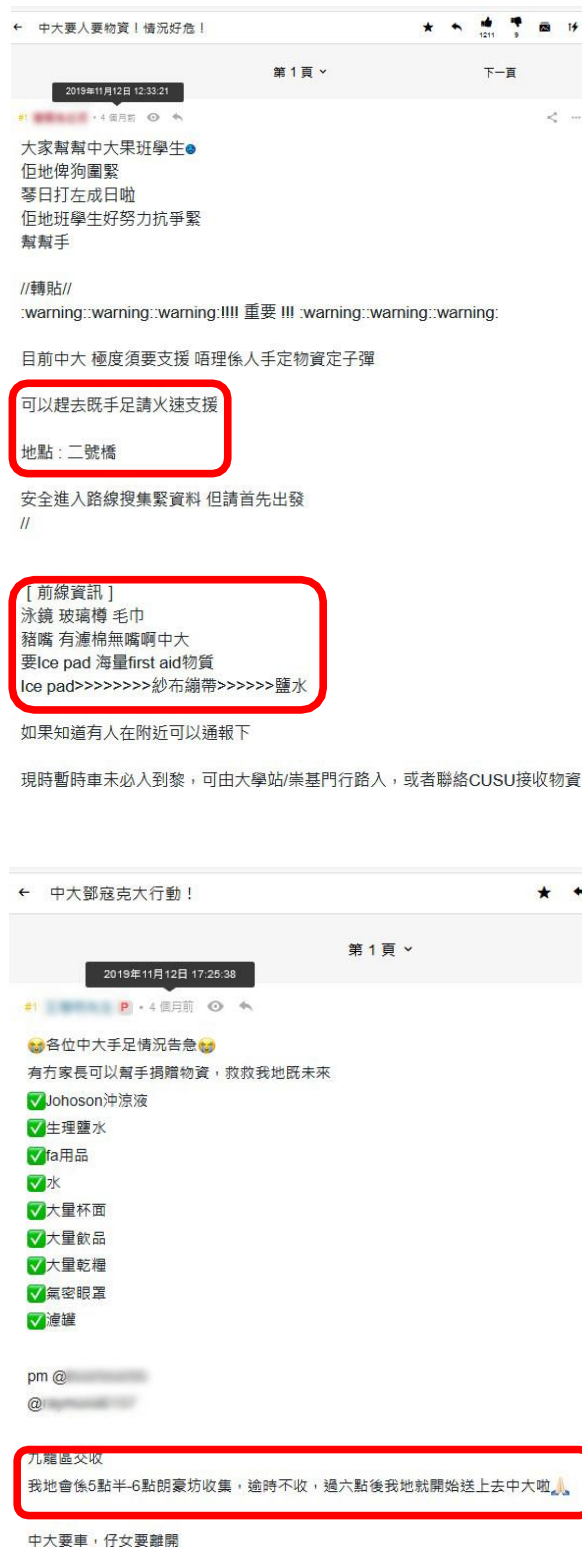 中大要人要物資！情況好危！
1211
9
第 1 頁
下一頁
2019年11月12日 12:33:21
#1
• 4 個月前
大家幫幫中大果班學生
佢地俾狗圍緊
琴日打左成日啦
佢地班學生好努力抗爭緊
幫幫手
//轉貼//
:warning::warning::warning:!!!! 重要 !!! :warning::warning::warning:
目前中大 極度須要支援 唔理係人手定物資定子彈
可以趕去既手足請火速支援
地點 : 二號橋
安全進入路線搜集緊資料 但請首先出發
//
[ 前線資訊 ]
泳鏡 玻璃樽 毛巾
豬嘴 有濾棉無嘴啊中大
要Ice pad 海量first aid物質
Ice pad>>>>>>>>紗布繃帶>>>>>>鹽水
如果知道有人在附近可以通報下
現時暫時車未必入到黎，可由大學站/崇基門行路入，或者聯絡CUSU接收物資
中大鄧寇克大行動！
第 1 頁
2019年11月12日 17:25:38
#1
P • 4 個月前
各位中大手足情況告急
有冇家長可以幫手捐贈物資，救救我地既未來
Johoson沖涼液
生理鹽水
fa用品
水
大量杯面
大量飲品
大量乾糧
氣密眼罩
濾罐
pm @
@
九龍區交收
我地會係5點半-6點朗豪坊收集，逾時不收，過六點後我地就開始送上去中大啦
中大要車，仔女要離開